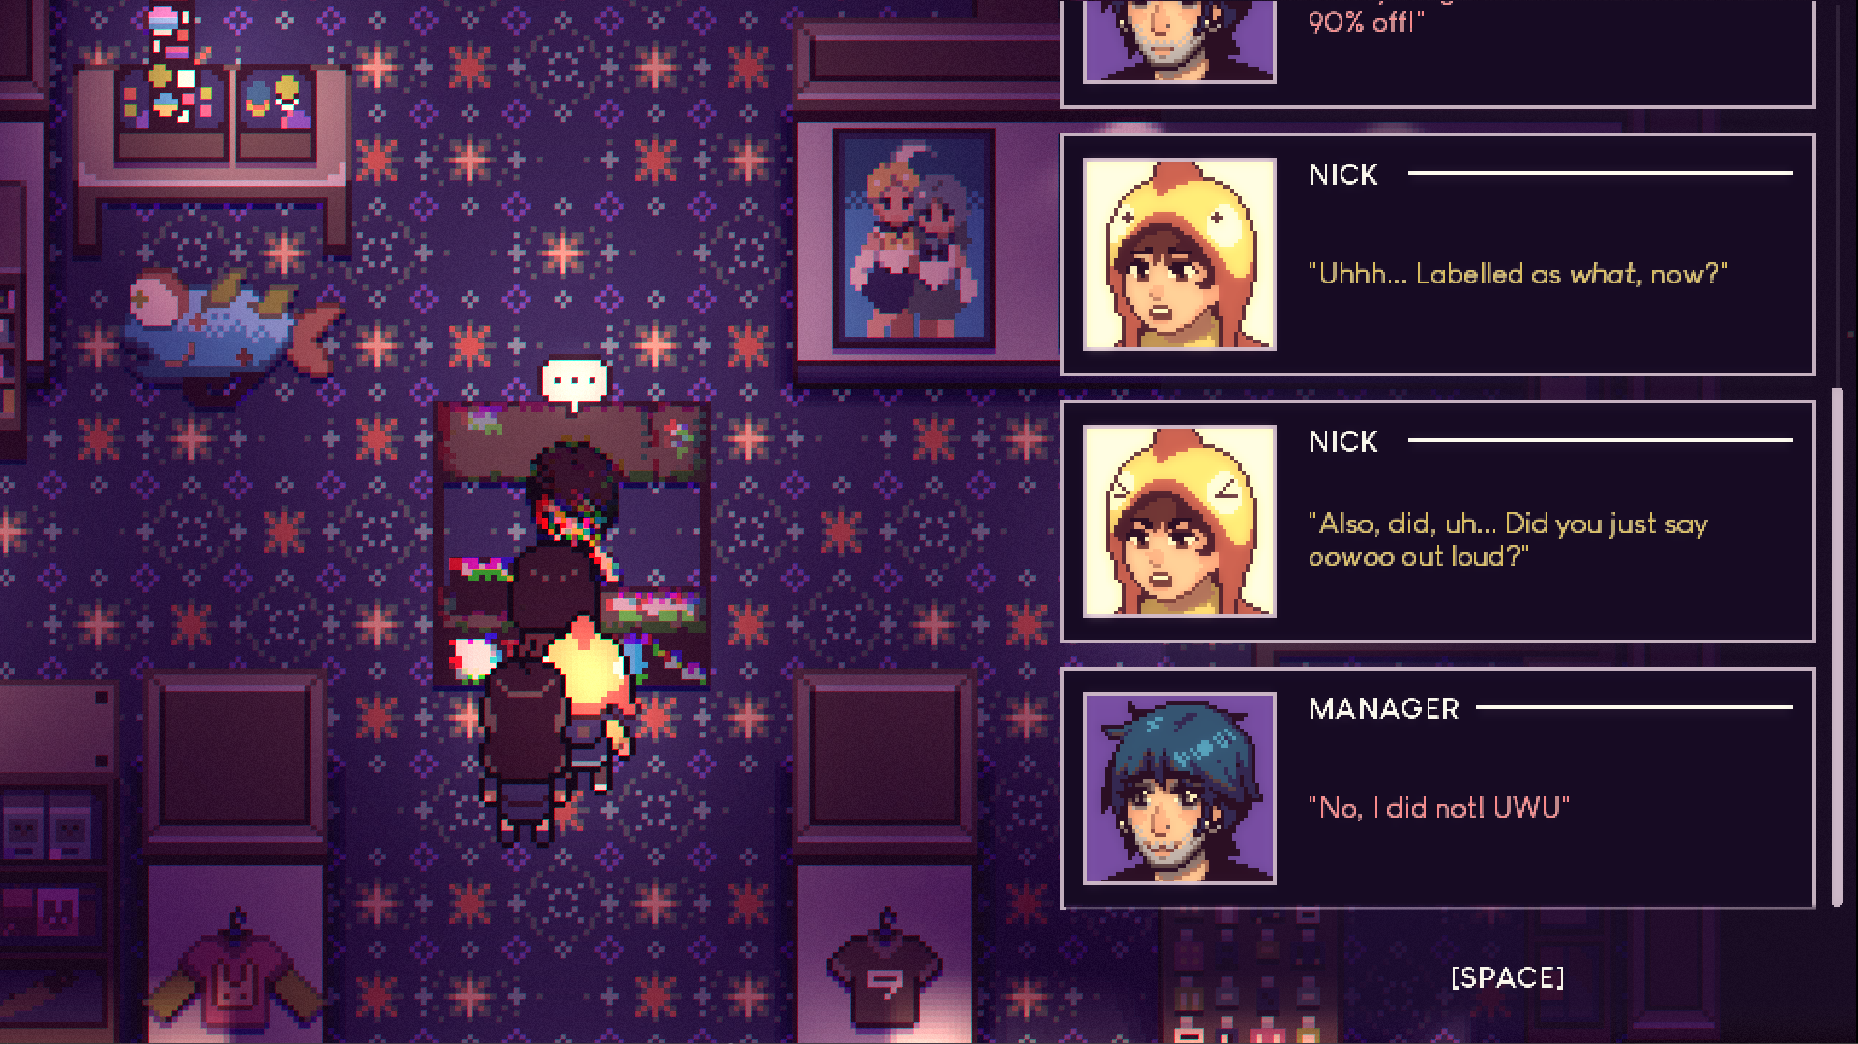 90% off!"
NICK
"Uhhh... Labelled as what, now?"
NICK
"Also, did, uh... Did you just say
oowoo out loud?"
MANAGER
"No, I did not! UWU"
[SPACE]